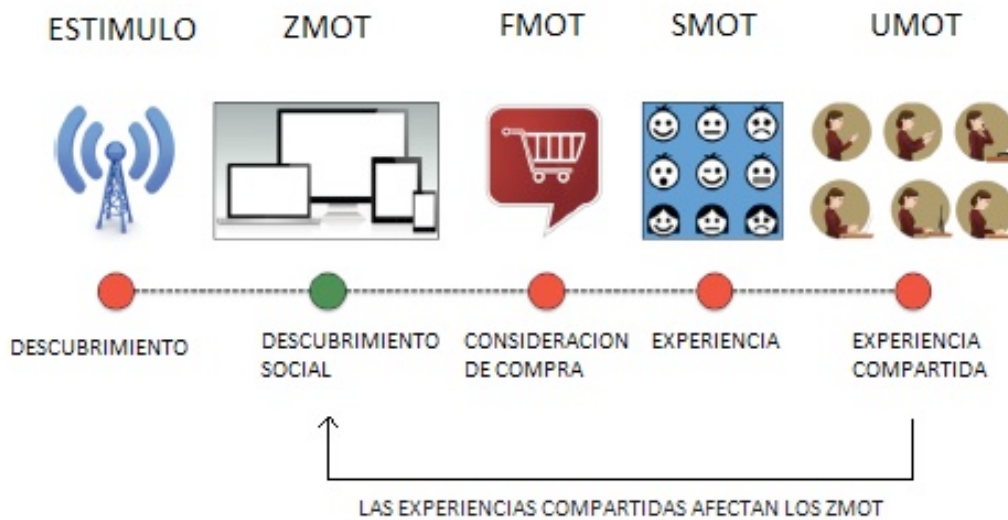 ESTIMULO
ZMOT
FMOT
SMOT
UMOT
DESCUBRIMIENTO
DESCUBRIMIENTO
SOCIAL
CONSIDERACION
DE COMPRA
EXPERIENCIA
EXPERIENCIA
COMPARTIDA
LAS EXPERIENCIAS COMPARTIDAS AFECTAN LOS ZMOT